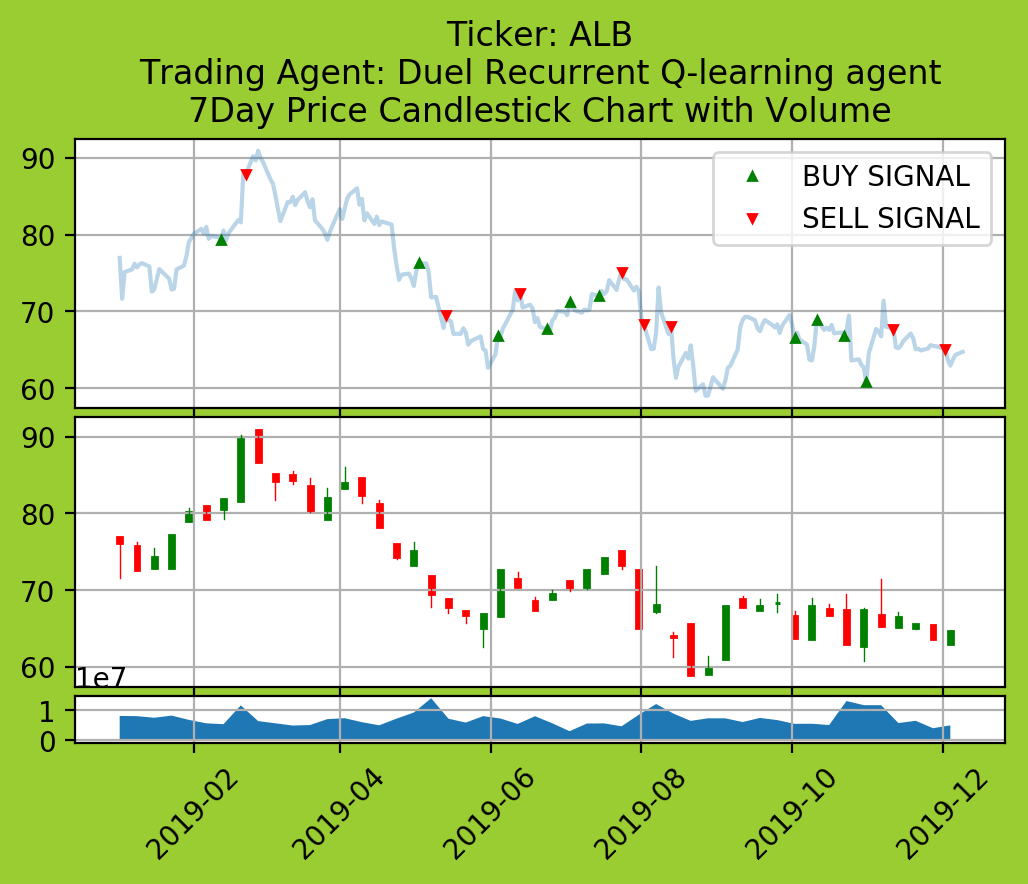 Ticker: ALB
Trading Agent: Duel Recurrent Q-learning agent
7Day Price Candlestick Chart with Volume
90
80
70
60
BUY SIGNAL
SELL SIGNAL
90
80
70
60
1e7
1
0
2019-02
2019-04
2019-06
2019-08
2019-10
2019-12